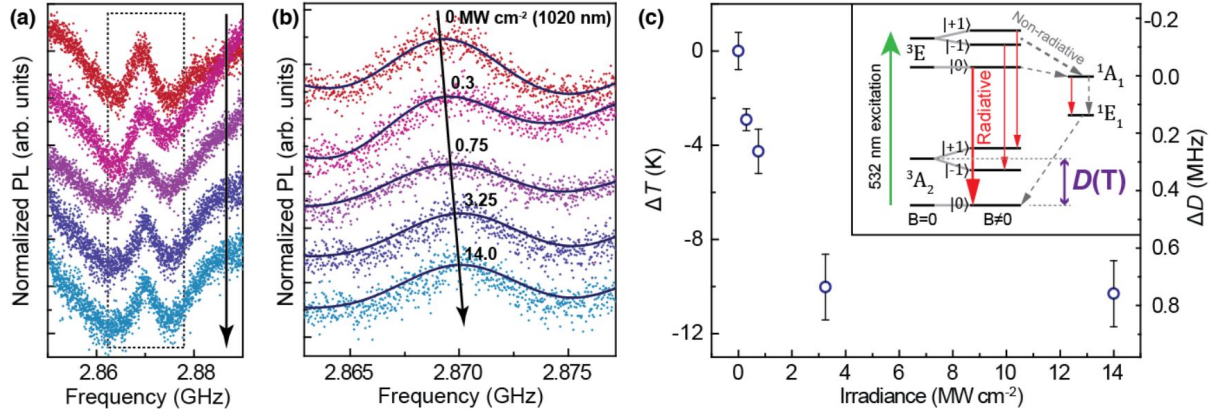 (a)
Normalized PL (arb. units)
2.86
2.88
Frequency (GHz)
(b)
Normalized PL (arb. units)
0 MW cm⁻² (1020 nm)
0.3
0.75
3.25
14.0
2.865
2.870
2.875
Frequency (GHz)
(c)
Δ T (K)
0
-4
-8
-12
0
2
4
6
8
10
12
14
Irradiance (MW cm⁻²)
-0.2
0.0
0.2
0.4
0.6
0.8
Δ D (MHz)
532 nm excitation
³E
|+1⟩
|-1⟩
|0⟩
Non-radiative
¹A₁
¹E₁
Radiative
³A₂
|+1⟩
|-1⟩
|0⟩
D(T)
B=0
B≠0